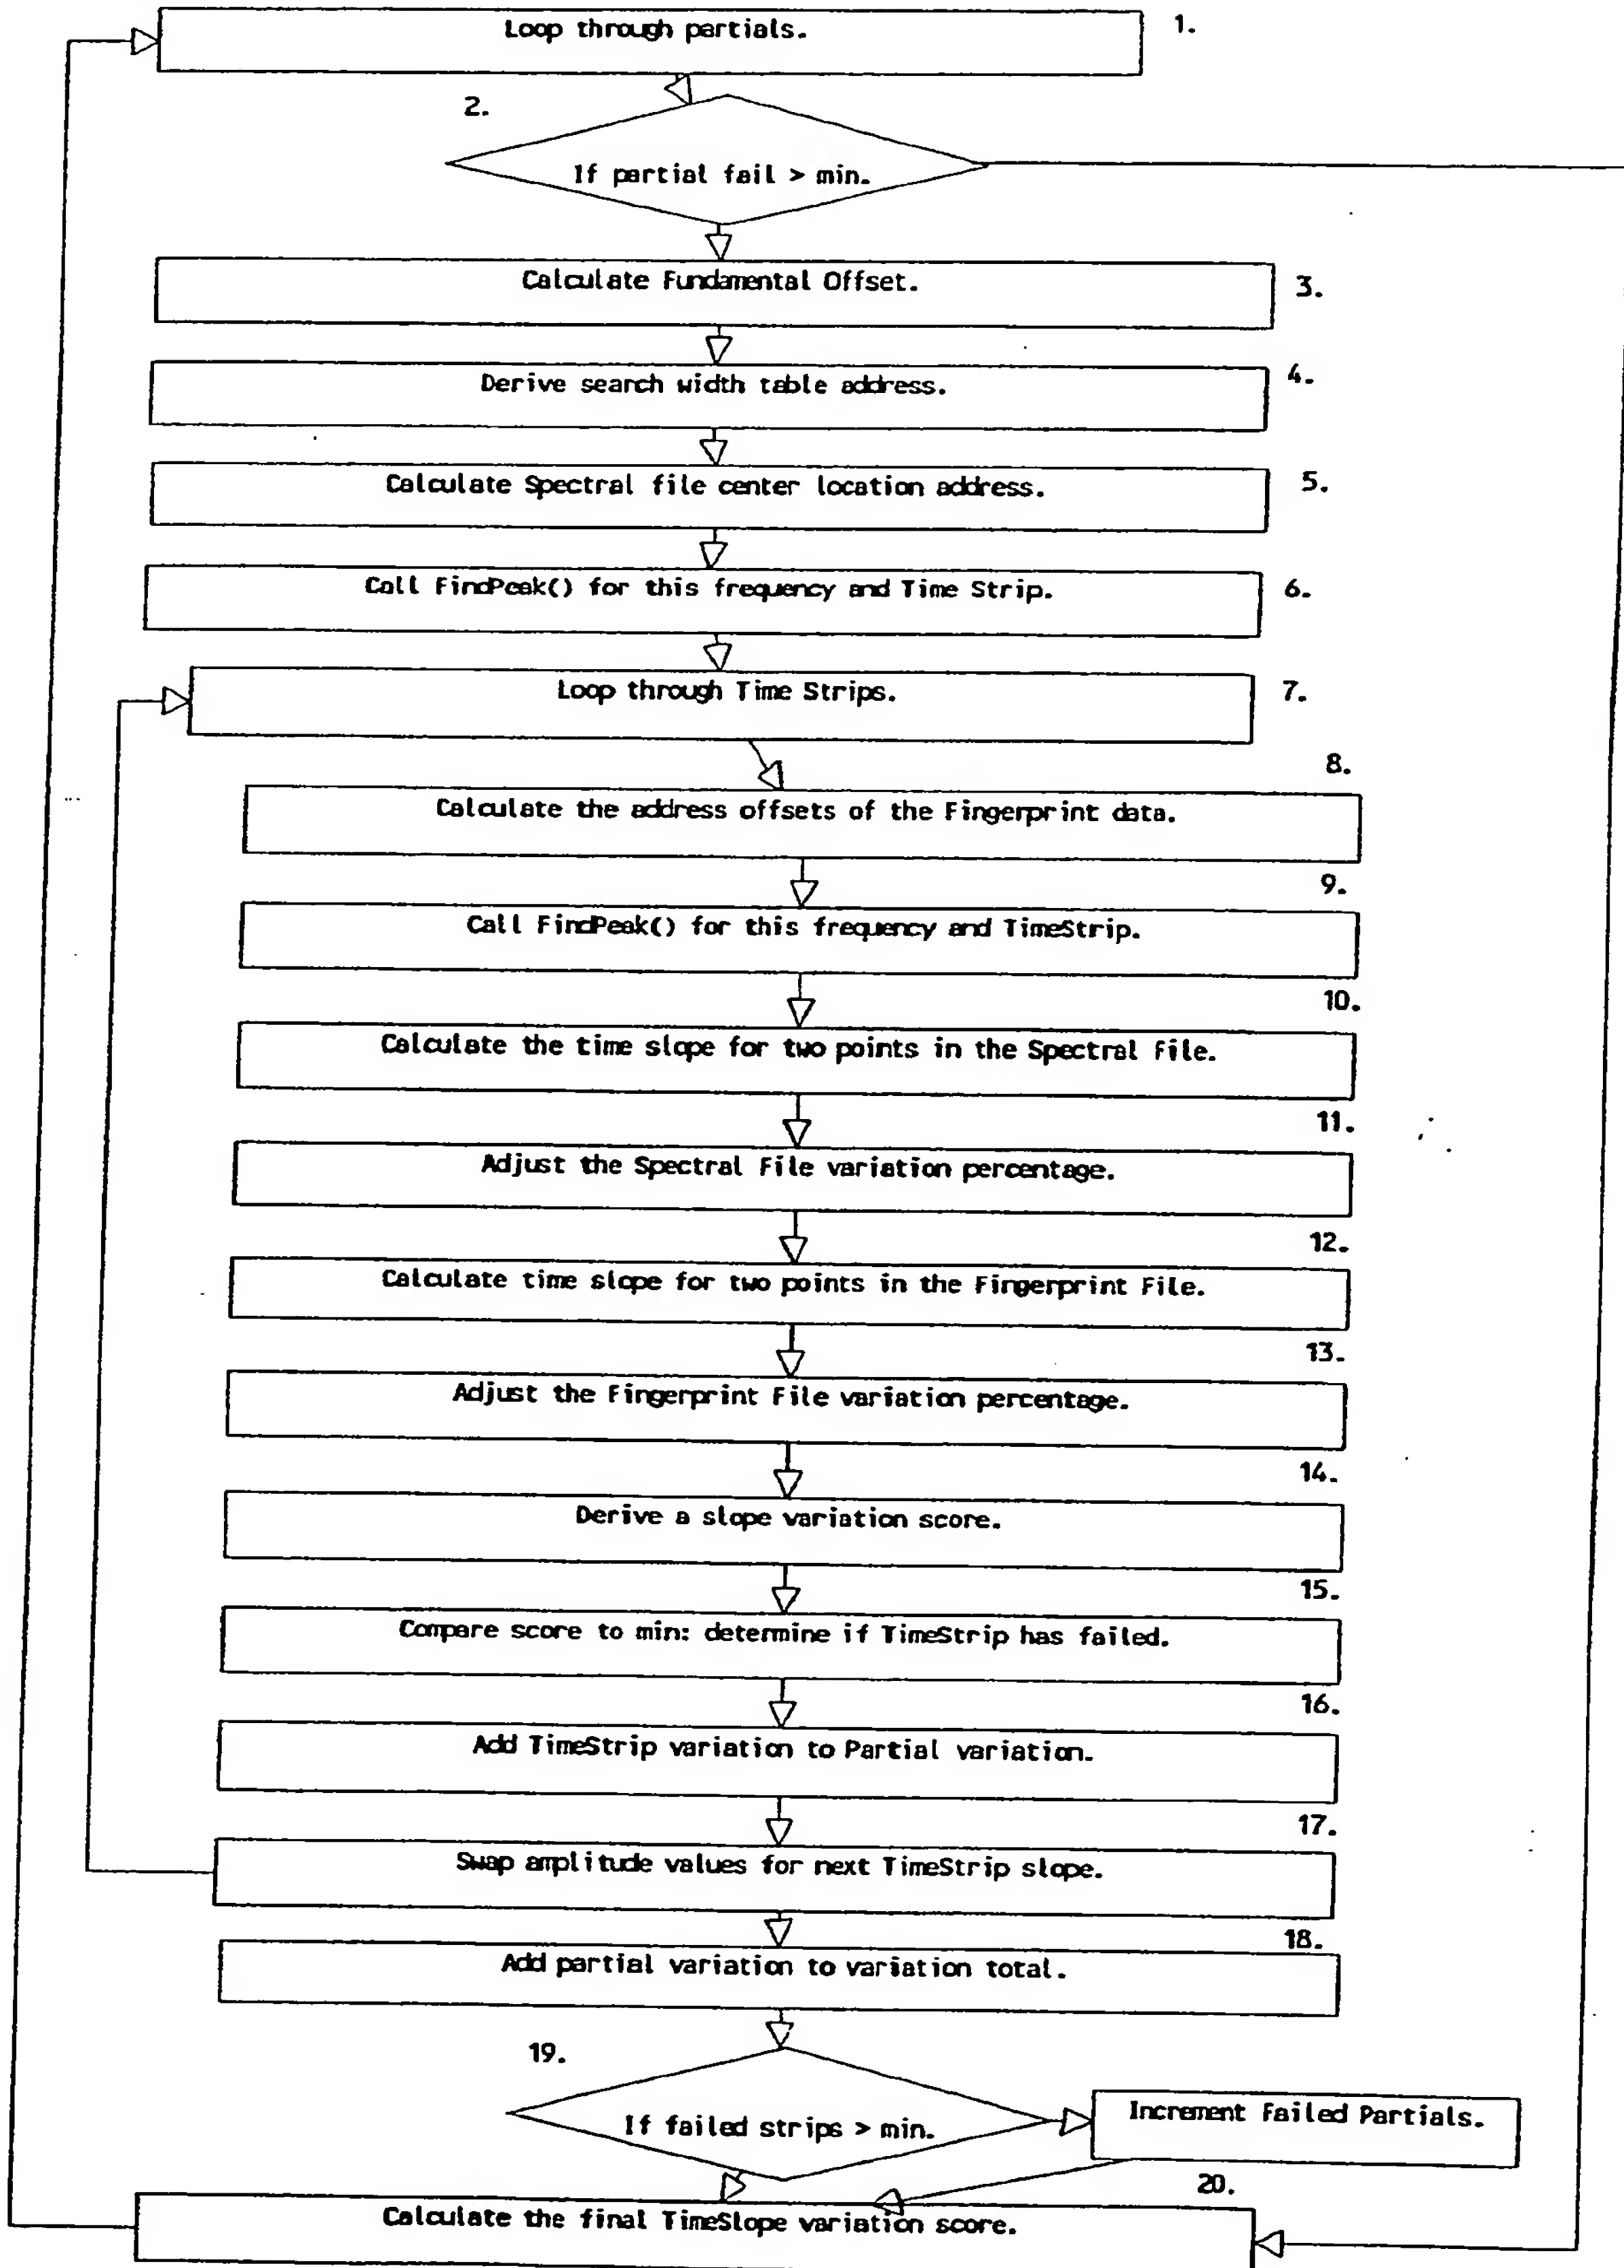 Loop through partials.
1.
2.
If partial fail > min.
Calculate Fundamental Offset.
3.
Derive search width table address.
4.
Calculate Spectral file center location address.
5.
Call FindPeak() for this frequency and Time Strip.
6.
Loop through Time Strips.
7.
8.
Calculate the address offsets of the Fingerprint data.
9.
Call FindPeak() for this frequency and TimeStrip.
10.
Calculate the time slope for two points in the Spectral File.
11.
Adjust the Spectral File variation percentage.
12.
Calculate time slope for two points in the Fingerprint File.
13.
Adjust the Fingerprint File variation percentage.
14.
Derive a slope variation score.
15.
Compare score to min: determine if TimeStrip has failed.
16.
Add TimeStrip variation to Partial variation.
17.
Swap amplitude values for next TimeStrip slope.
18.
Add partial variation to variation total.
19.
If failed strips > min.
Increment Failed Partials.
20.
Calculate the final TimeSlope variation score.